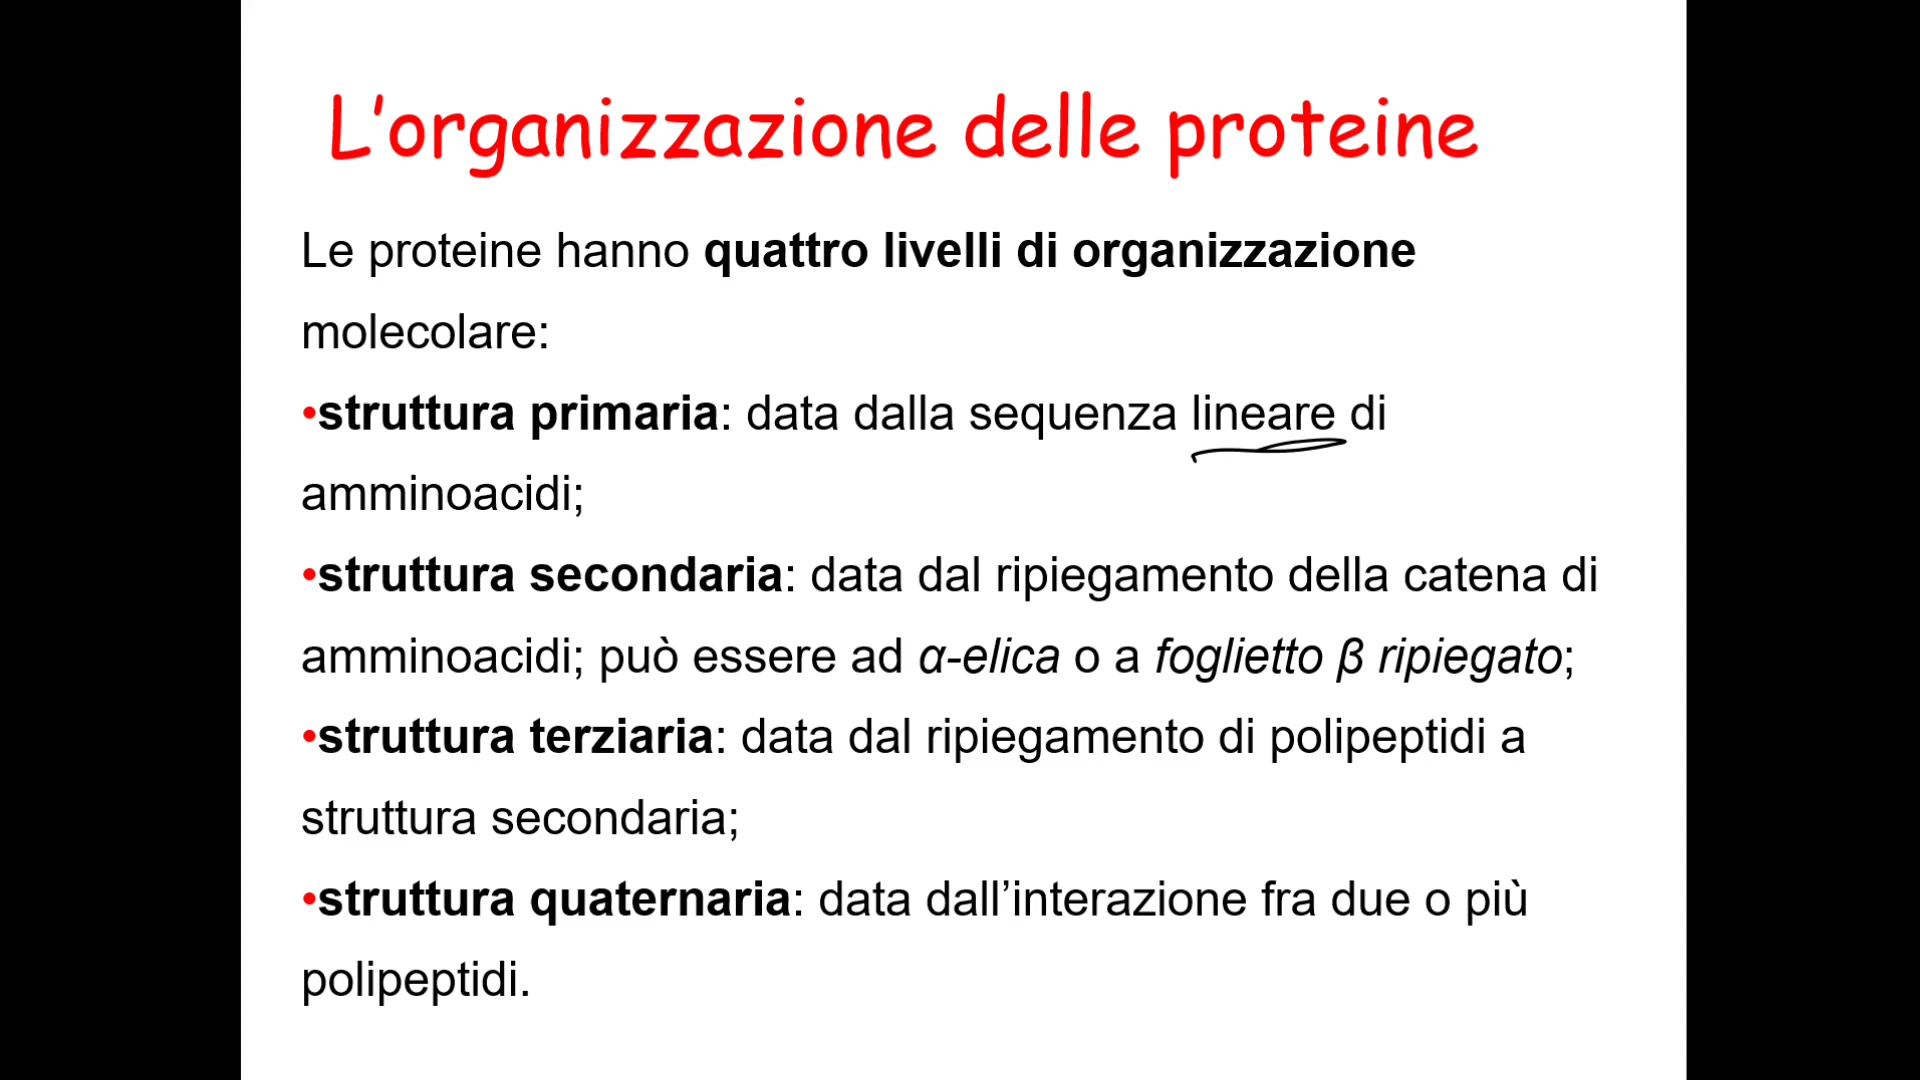 L'organizzazione delle proteine
Le proteine hanno quattro livelli di organizzazione
molecolare:
•struttura primaria: data dalla sequenza lineare di
amminoacidi;
•struttura secondaria: data dal ripiegamento della catena di
amminoacidi; può essere ad α-elica o a foglietto β ripiegato;
•struttura terziaria: data dal ripiegamento di polipeptidi a
struttura secondaria;
•struttura quaternaria: data dall’interazione fra due o più
polipeptidi.